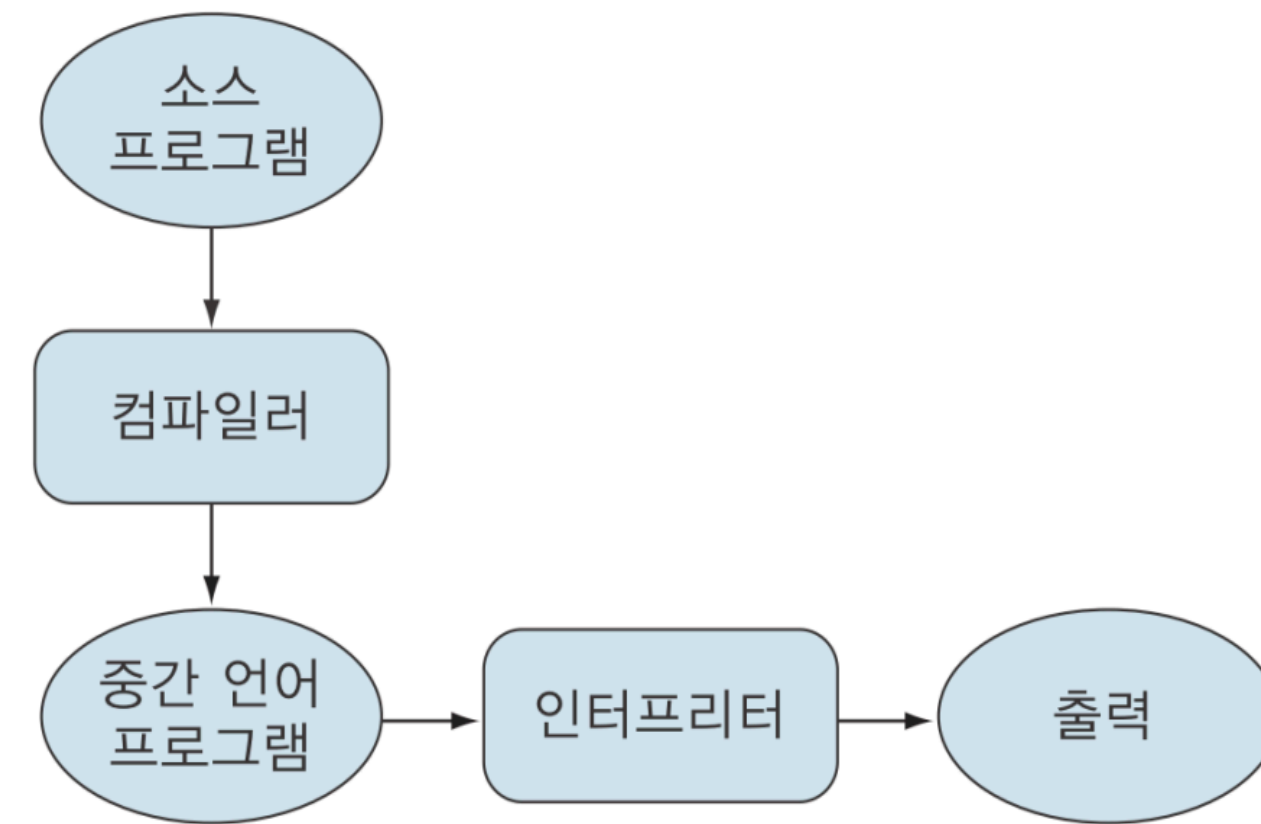 소스
프로그램
컴파일러
중간 언어
프로그램
인터프리터
출력